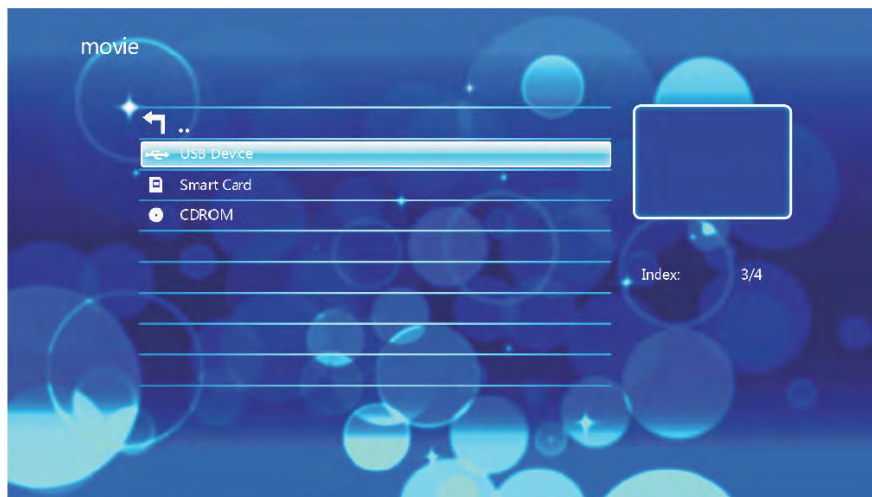 movie
..
USB Device
Smart Card
CDROM
Index: 3/4